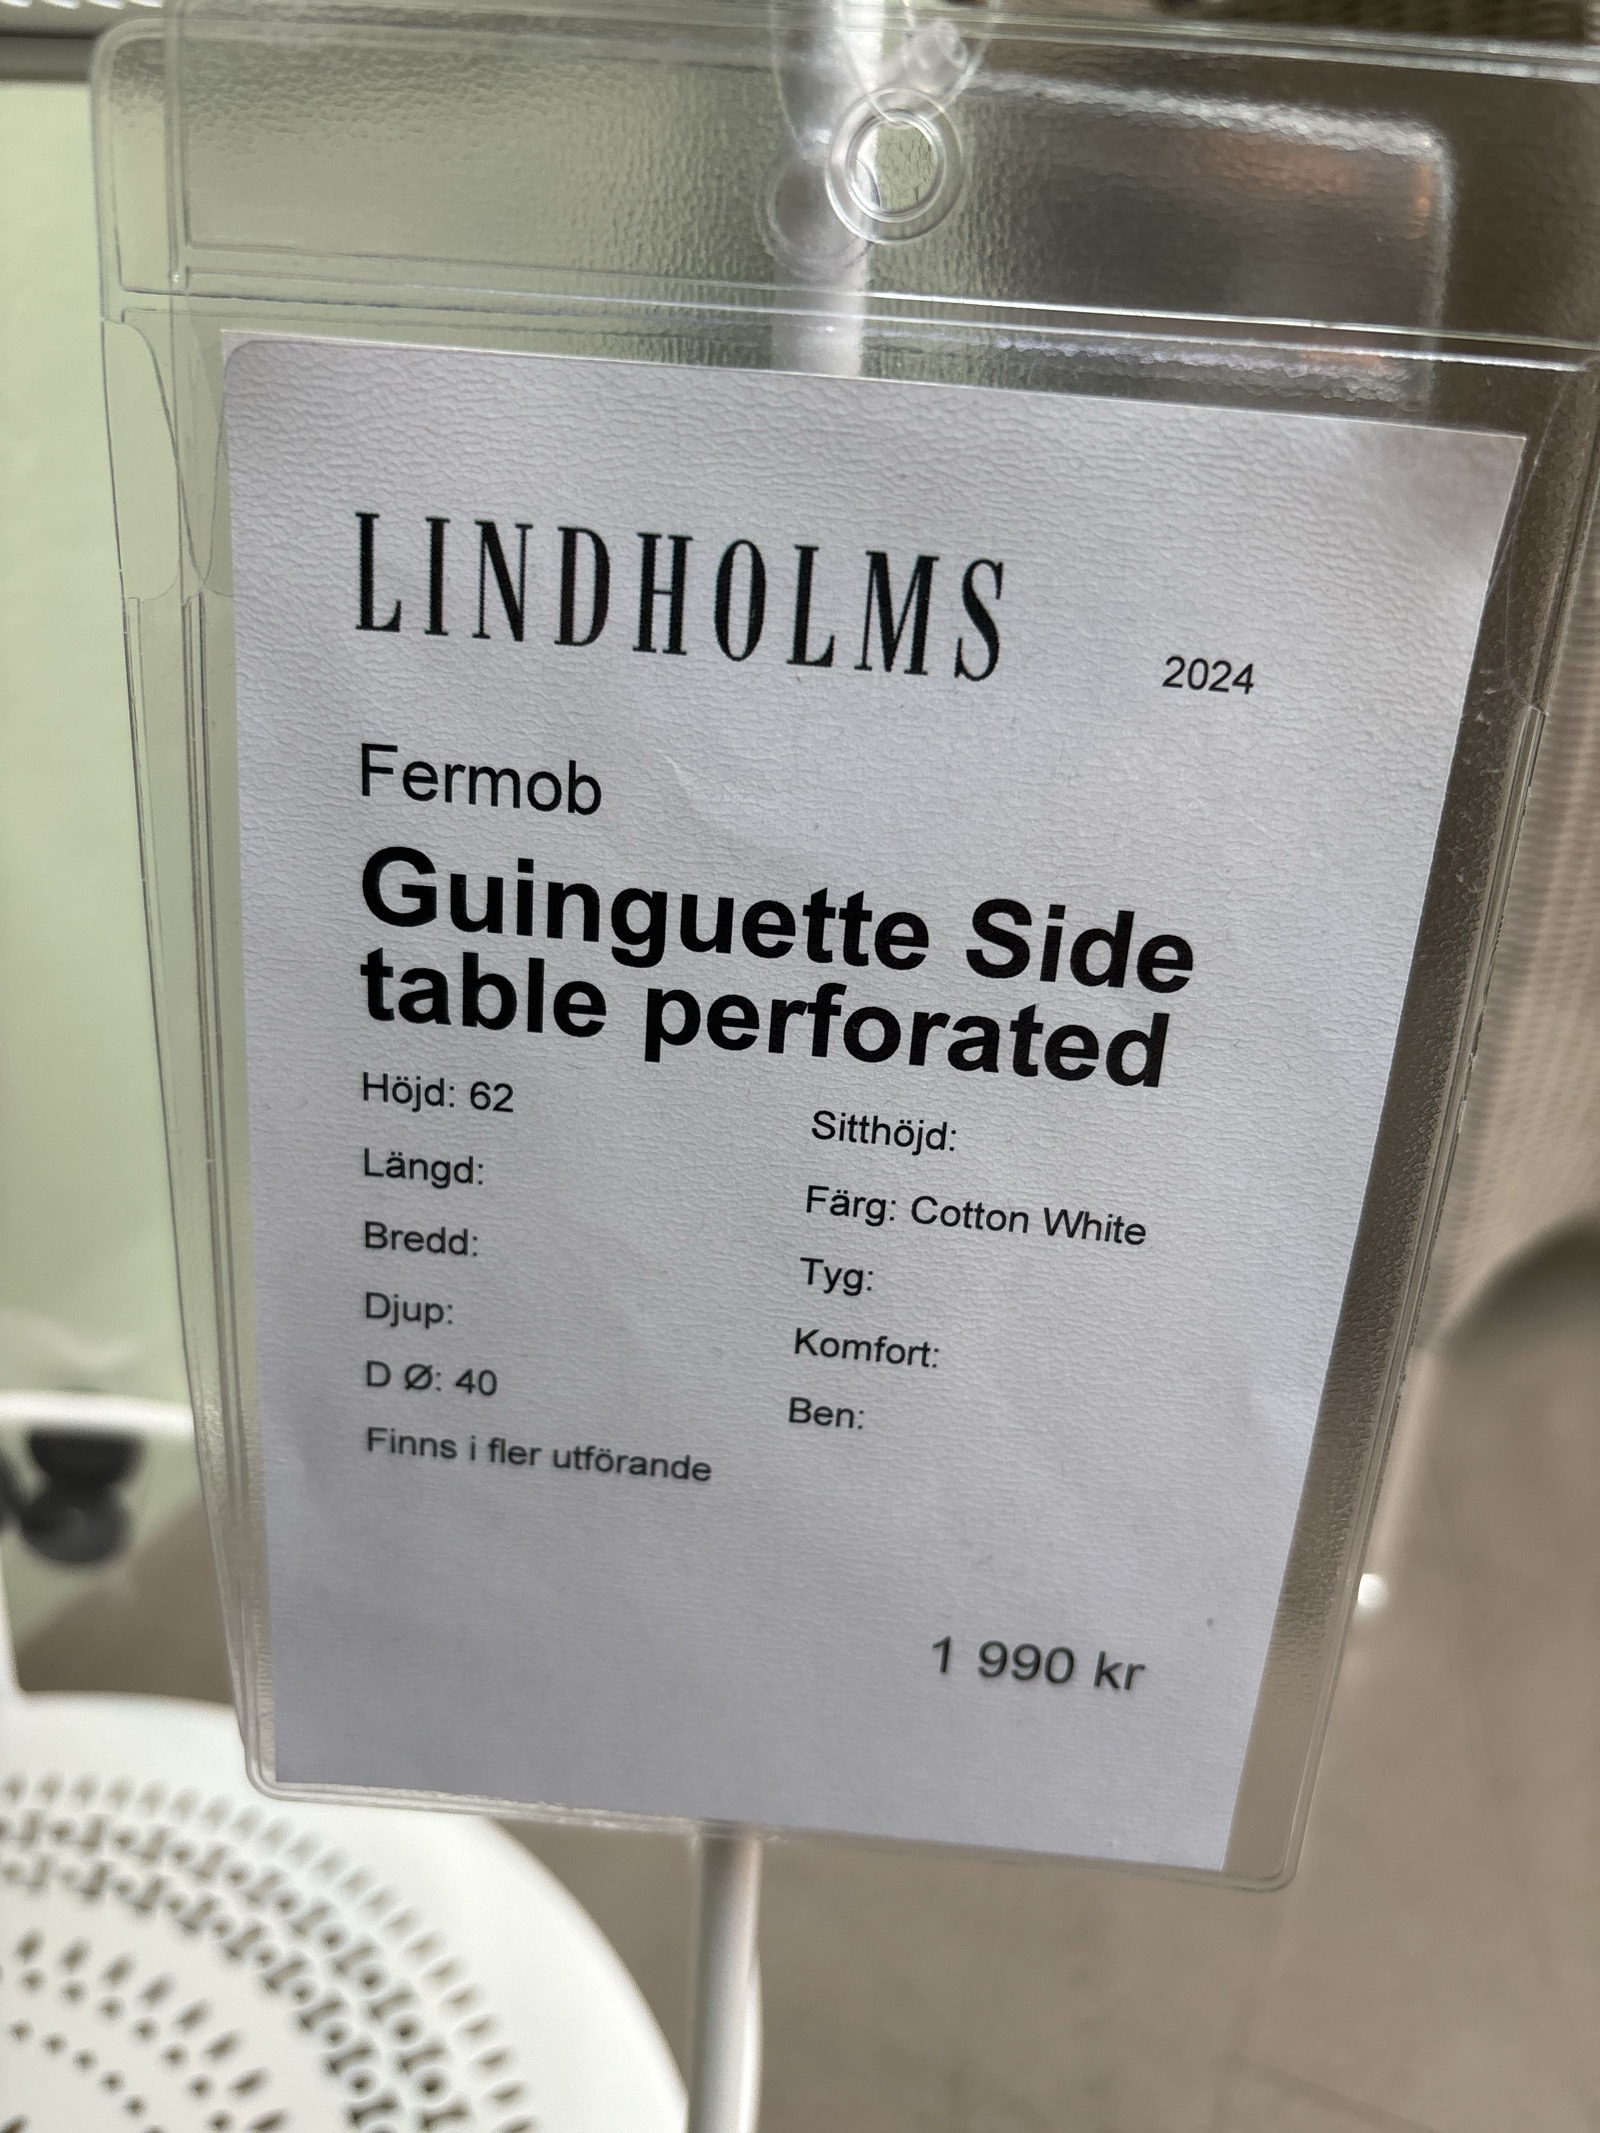 LINDHOLMS
2024
Fermob
Guinguette Side
table perforated
Höjd: 62
Längd:
Bredd:
Djup:
D Ø: 40
Finns i fler utförande
Sitthöjd:
Färg: Cotton White
Tyg:
Komfort:
Ben:
1 990 kr